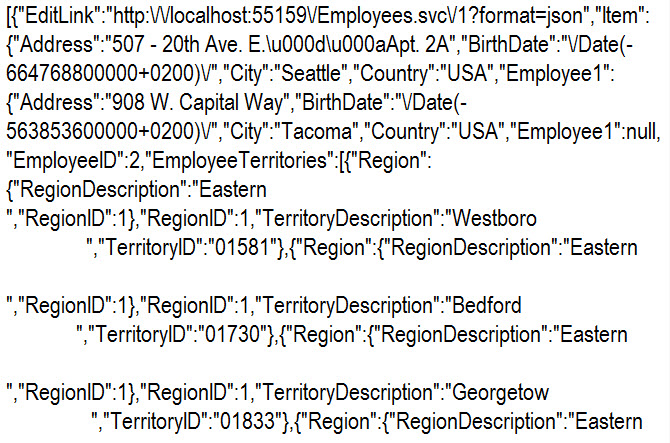 [{"EditLink":"http:\/\/localhost:55159\/Employees.svc\/1?format=json","Item":
{"Address":"507 - 20th Ave. E.\u000d\u000aApt. 2A","BirthDate":"\/Date(-
664768800000+0200)\/","City":"Seattle","Country":"USA","Employee1":
{"Address":"908 W. Capital Way","BirthDate":"\/Date(-
563853600000+0200)\/","City":"Tacoma","Country":"USA","Employee1":null,
"EmployeeID":2,"EmployeeTerritories":[{"Region":
{"RegionDescription":"Eastern
","RegionID":1},"RegionID":1,"TerritoryDescription":"Westboro
","TerritoryID":"01581"},{"Region":{"RegionDescription":"Eastern
","RegionID":1},"RegionID":1,"TerritoryDescription":"Bedford
","TerritoryID":"01730"},{"Region":{"RegionDescription":"Eastern
","RegionID":1},"RegionID":1,"TerritoryDescription":"Georgetow
","TerritoryID":"01833"},{"Region":{"RegionDescription":"Eastern